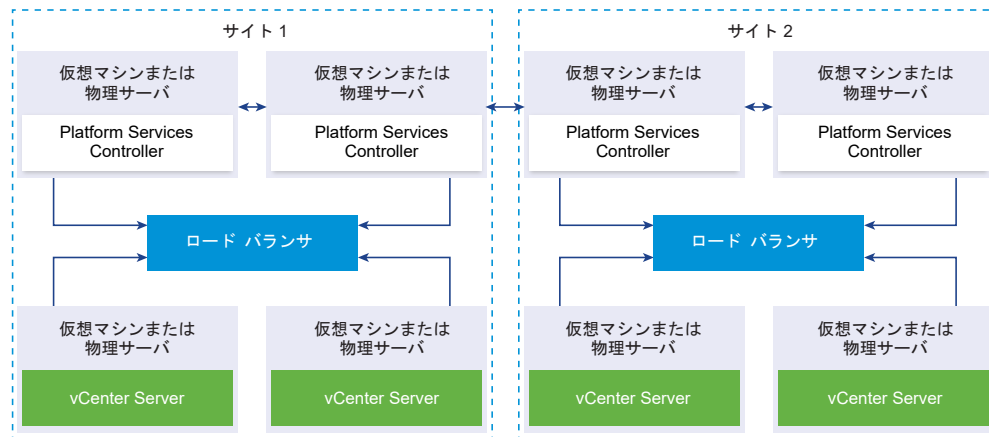 サイト 1
サイト 2
仮想マシンまたは
物理サーバ
Platform Services
Controller
仮想マシンまたは
物理サーバ
Platform Services
Controller
仮想マシンまたは
物理サーバ
Platform Services
Controller
仮想マシンまたは
物理サーバ
Platform Services
Controller
ロード バランサ
ロード バランサ
仮想マシンまたは
物理サーバ
vCenter Server
仮想マシンまたは
物理サーバ
vCenter Server
仮想マシンまたは
物理サーバ
vCenter Server
仮想マシンまたは
物理サーバ
vCenter Server